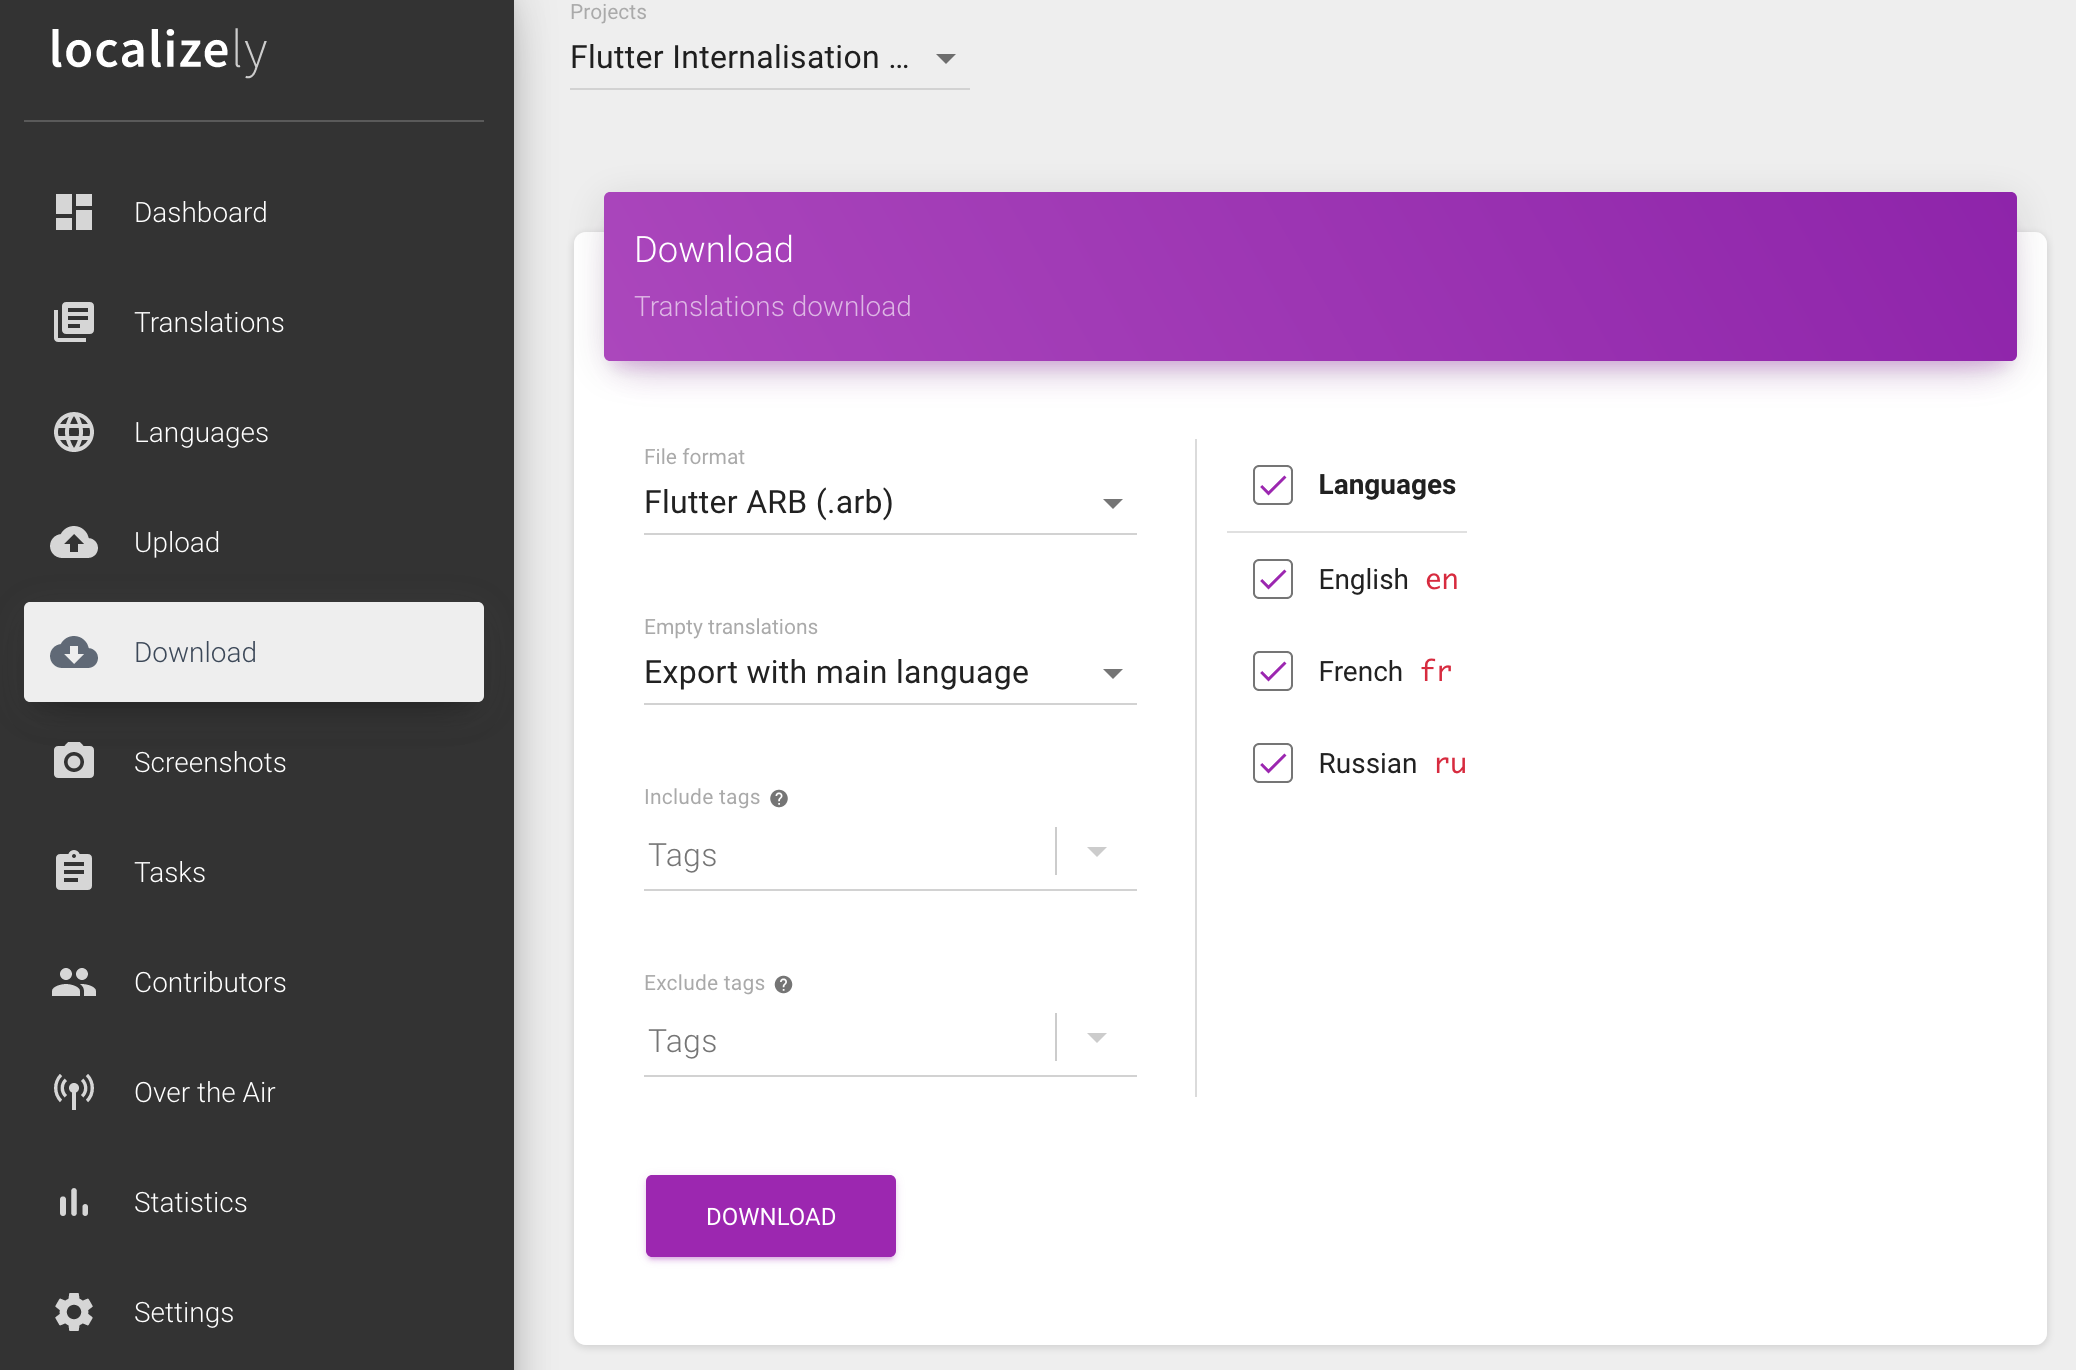 localizely
Dashboard
Translations
Languages
Upload
Download
Screenshots
Tasks
Contributors
Over the Air
Statistics
Settings
Projects
Flutter Internalisation ...
Download
Translations download
File format
Flutter ARB (.arb)
Empty translations
Export with main language
Include tags ?
Tags
Exclude tags ?
Tags
DOWNLOAD
Languages
English en
French fr
Russian ru